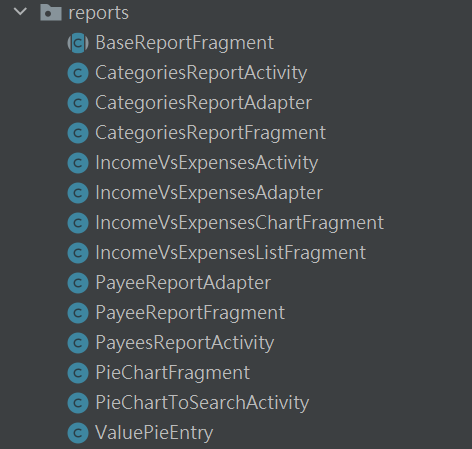 reports
BaseReportFragment
CategoriesReportActivity
CategoriesReportAdapter
CategoriesReportFragment
IncomeVsExpensesActivity
IncomeVsExpensesAdapter
IncomeVsExpensesChartFragment
IncomeVsExpensesListFragment
PayeeReportAdapter
PayeeReportFragment
PayeesReportActivity
PieChartFragment
PieChartToSearchActivity
ValuePieEntry